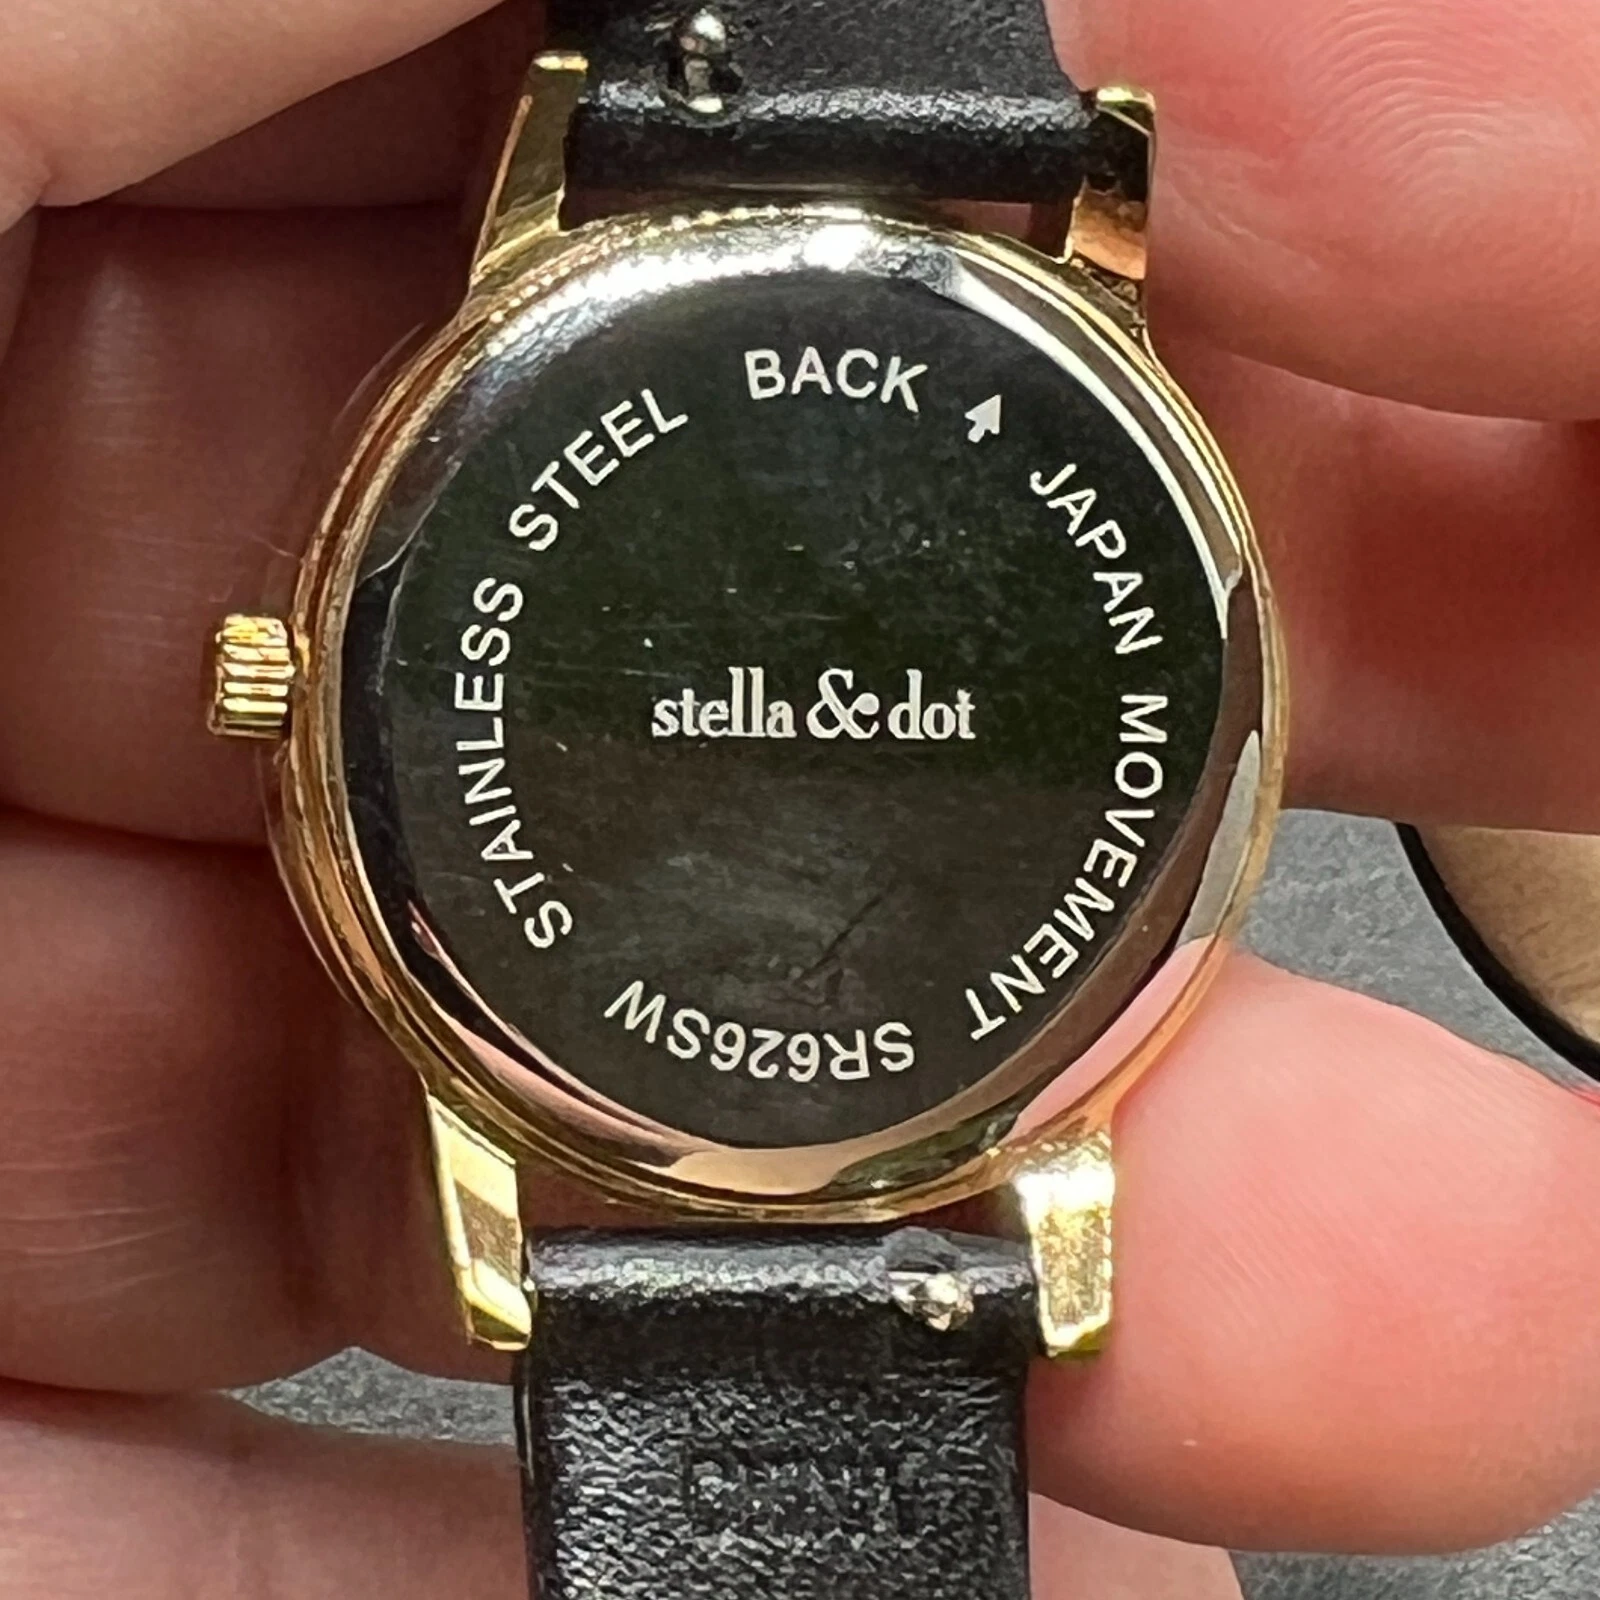 STAINLESS STEEL BACK
JAPAN MOVEMENT
SR626SW
stella & dot